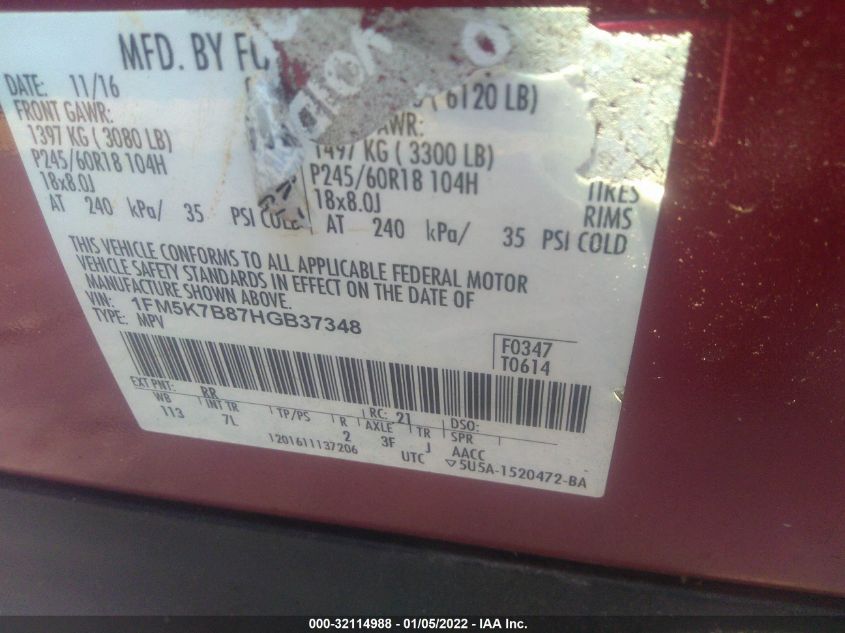 MFD. BY FO
DATE: 11/16
FRONT GAWR:
1397 KG ( 3080 LB)
P245/60R18 104H
18x8.0J
AT 240 kPa/ 35 PSI COLD
( 6120 LB)
AWR:
1497 KG ( 3300 LB)
P245/60R18 104H
18x8.0J
AT 240 kPa/ 35 PSI COLD
TIRES
RIMS
THIS VEHICLE CONFORMS TO ALL APPLICABLE FEDERAL MOTOR
VEHICLE SAFETY STANDARDS IN EFFECT ON THE DATE OF
MANUFACTURE SHOWN ABOVE.
VIN: 1FM5K7B87HGB37348
TYPE: MPV
F0347
T0614
EXT PNT: RR RC: 21 DSO:
WB INT TR TP/PS R AXLE TR SPR
113 7L 2 3F J AACC
1201611137206 UTC ▽5U5A-1520472-BA
000-32114988 - 01/05/2022 - IAA Inc.